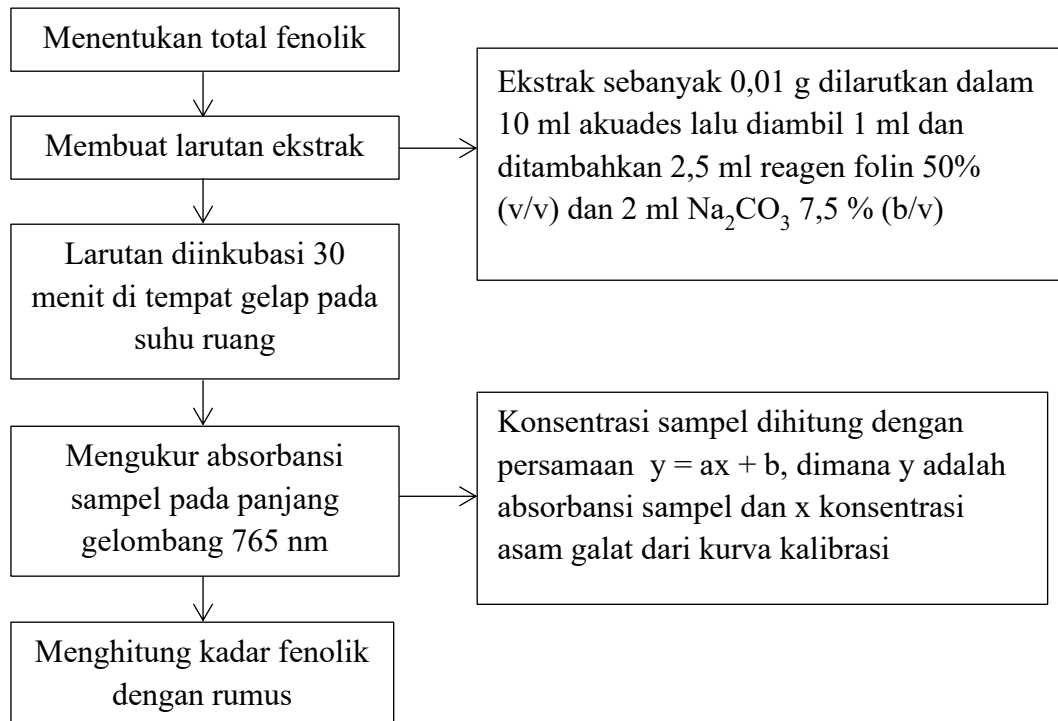 Menentukan total fenolik
Membuat larutan ekstrak
Ekstrak sebanyak 0,01 g dilarutkan dalam
10 ml akuades lalu diambil 1 ml dan
ditambahkan 2,5 ml reagen folin 50%
(v/v) dan 2 ml Na₂CO₃ 7,5 % (b/v)
Larutan diinkubasi 30
menit di tempat gelap pada
suhu ruang
Mengukur absorbansi
sampel pada panjang
gelombang 765 nm
Konsentrasi sampel dihitung dengan
persamaan y = ax + b, dimana y adalah
absorbansi sampel dan x konsentrasi
asam galat dari kurva kalibrasi
Menghitung kadar fenolik
dengan rumus